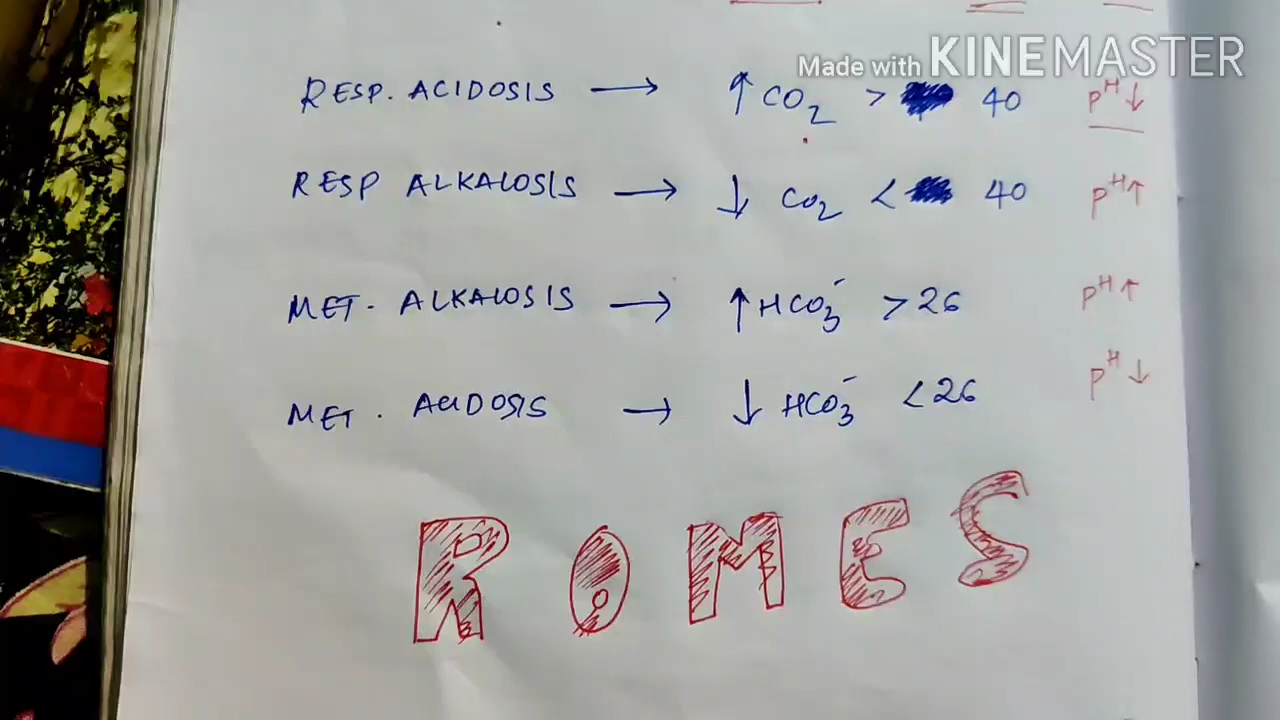 Made with KINEMASTER
RESP. ACIDOSIS → ↑ CO2 > 40 pH↓
RESP ALKALOSIS → ↓ CO2 < 40 pH↑
MET. ALKALOSIS → ↑ HCO3⁻ > 26 pH↑
MET. ACIDOSIS → ↓ HCO3⁻ < 26 pH↓
ROMES